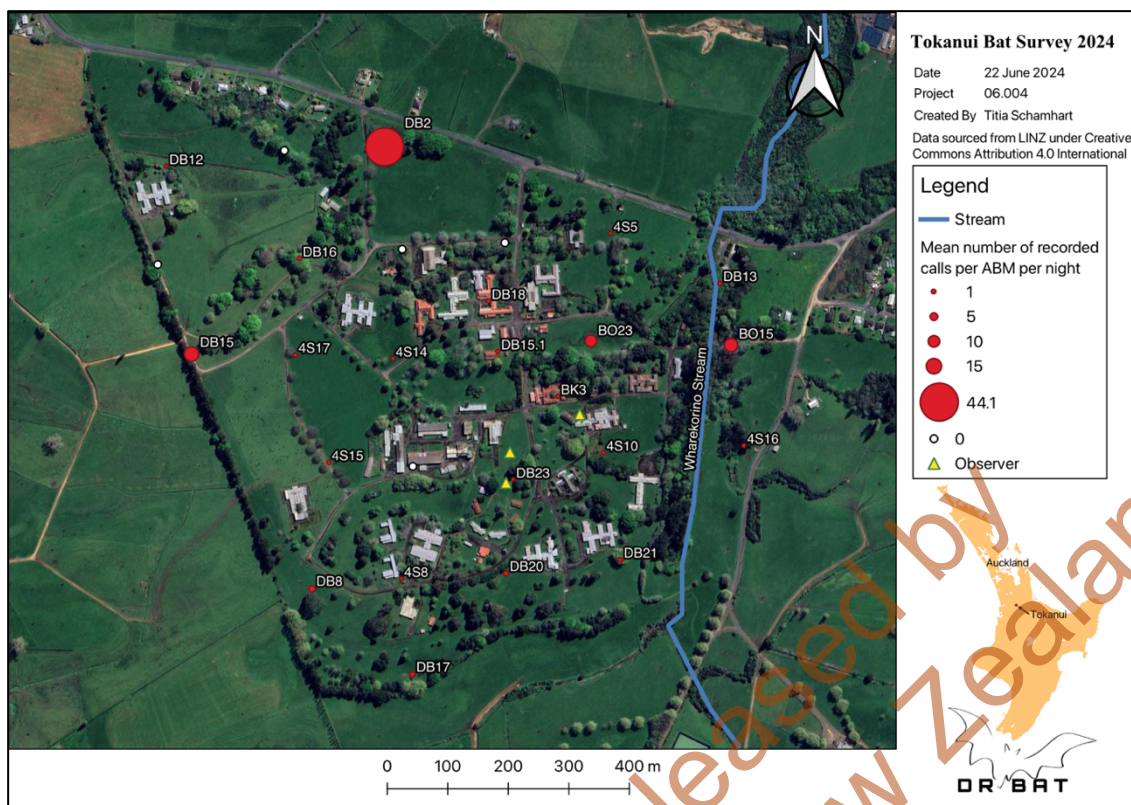 Tokanui Bat Survey 2024
Date 22 June 2024
Project 06.004
Created By Titia Schamhart
Data sourced from LINZ under Creative
Commons Attribution 4.0 International
Legend
Stream
Mean number of recorded
calls per ABM per night
1
5
10
15
44.1
0
Observer
N
DB2
DB12
4S5
DB16
DB13
DB18
BO23
BO15
DB15
4S17
4S14
DB15.1
BK3
Wharekorino Stream
4S16
4S15
4S10
DB23
DB21
DB20
DB8
4S8
DB17
Auckland
Tokanui
DR BAT
0 100 200 300 400 m
leased by
w Zealan